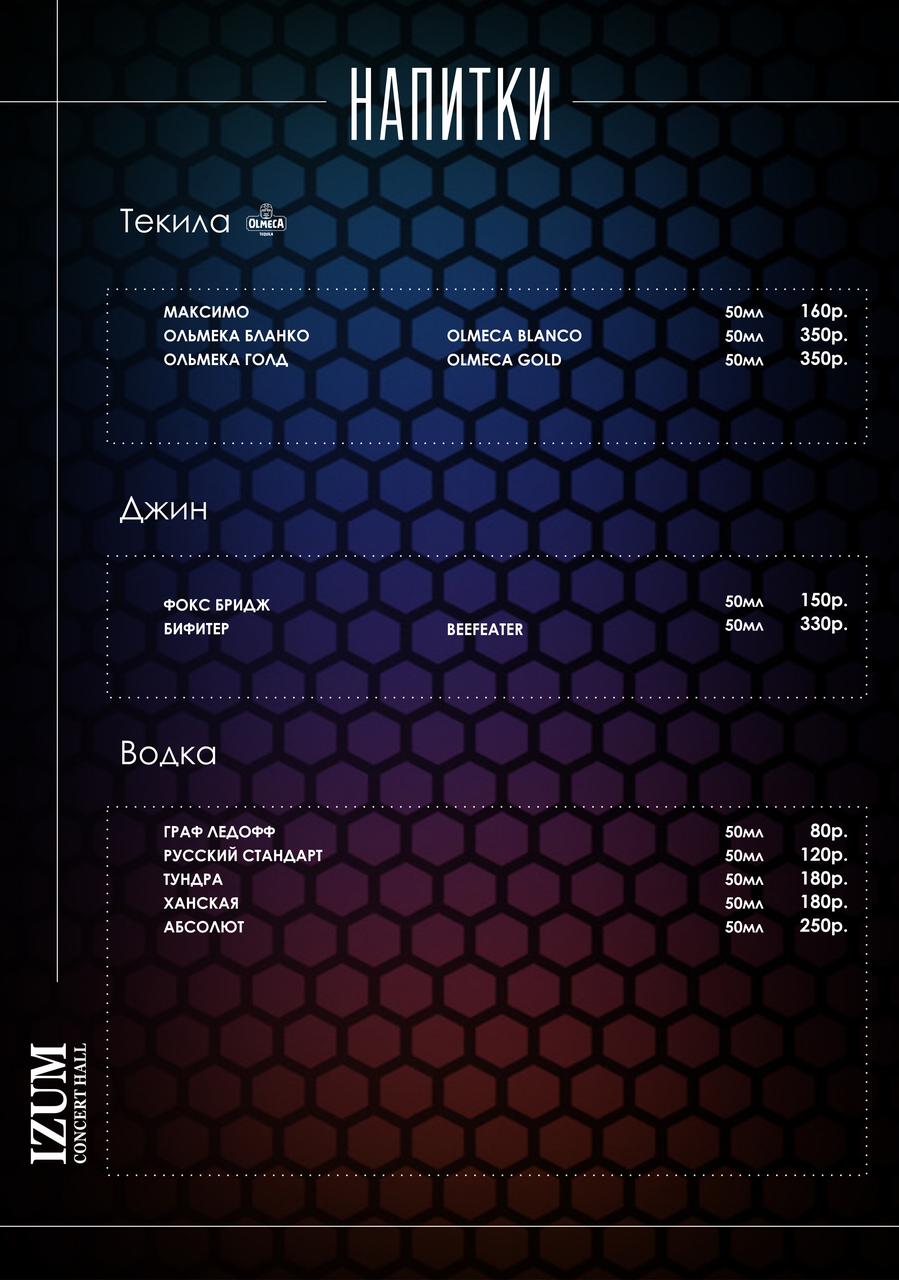 НАПИТКИ
Текила OLMECA TEQUILA
МАКСИМО 50мл 160р.
ОЛЬМЕКА БЛАНКО OLMECA BLANCO 50мл 350р.
ОЛЬМЕКА ГОЛД OLMECA GOLD 50мл 350р.
Джин
ФОКС БРИДЖ 50мл 150р.
БИФИТЕР BEEFEATER 50мл 330р.
Водка
ГРАФ ЛЕДОФФ 50мл 80р.
РУССКИЙ СТАНДАРТ 50мл 120р.
ТУНДРА 50мл 180р.
ХАНСКАЯ 50мл 180р.
АБСОЛЮТ 50мл 250р.
IZUM
CONCERT HALL